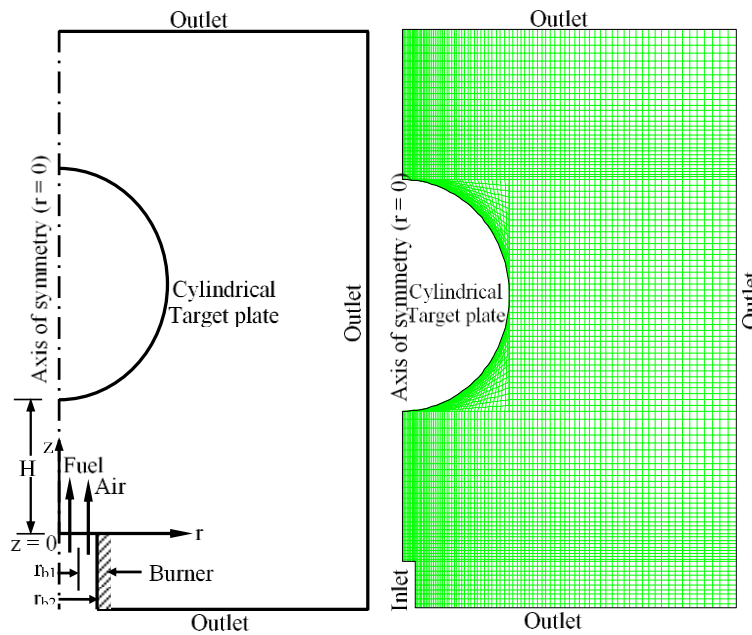 Outlet
Axis of symmetry (r = 0)
Cylindrical
Target plate
Outlet
H
z
Fuel
Air
z = 0
r
rb1
Burner
rb2
Outlet
Outlet
Axis of symmetry (r = 0)
Cylindrical
Target plate
Outlet
Inlet
Outlet